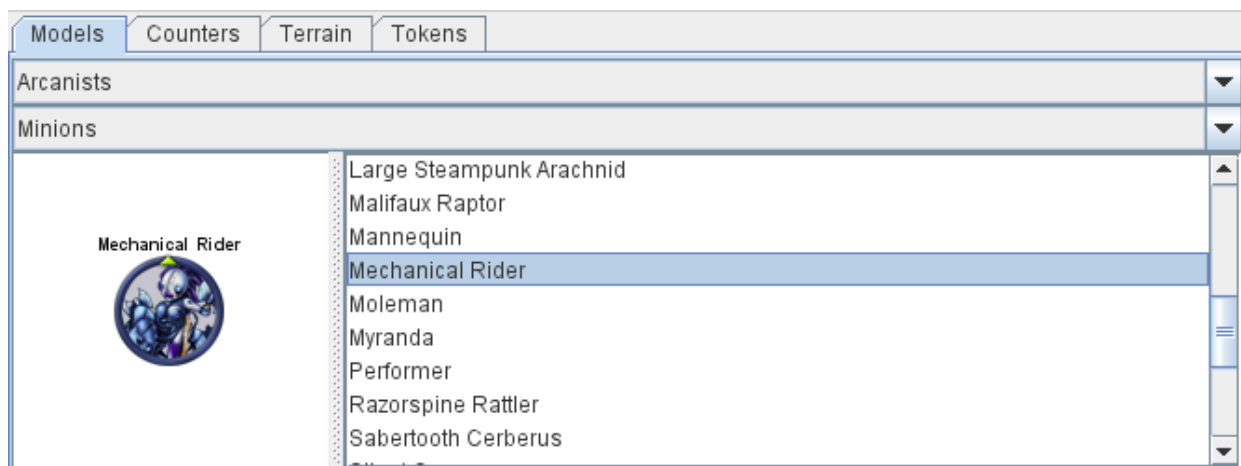 Models Counters Terrain Tokens
Arcanists
Minions
Mechanical Rider
Large Steampunk Arachnid
Malifaux Raptor
Mannequin
Mechanical Rider
Moleman
Myranda
Performer
Razorspine Rattler
Sabertooth Cerberus